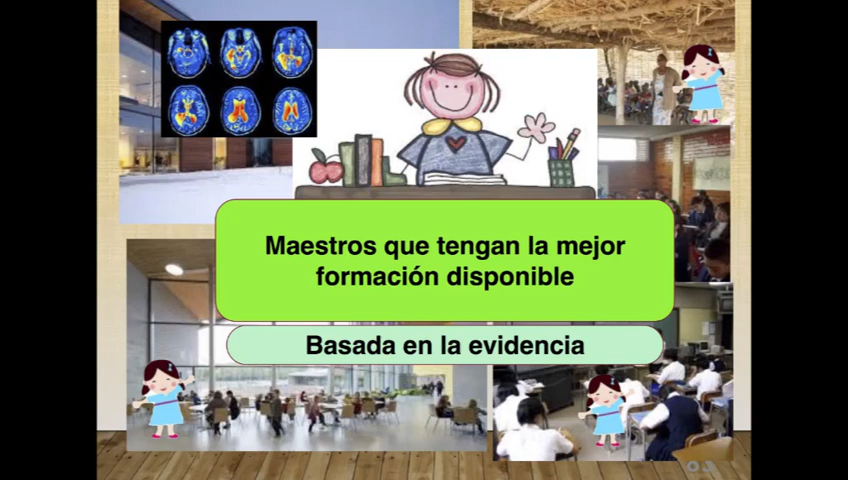 Maestros que tengan la mejor
formación disponible
Basada en la evidencia